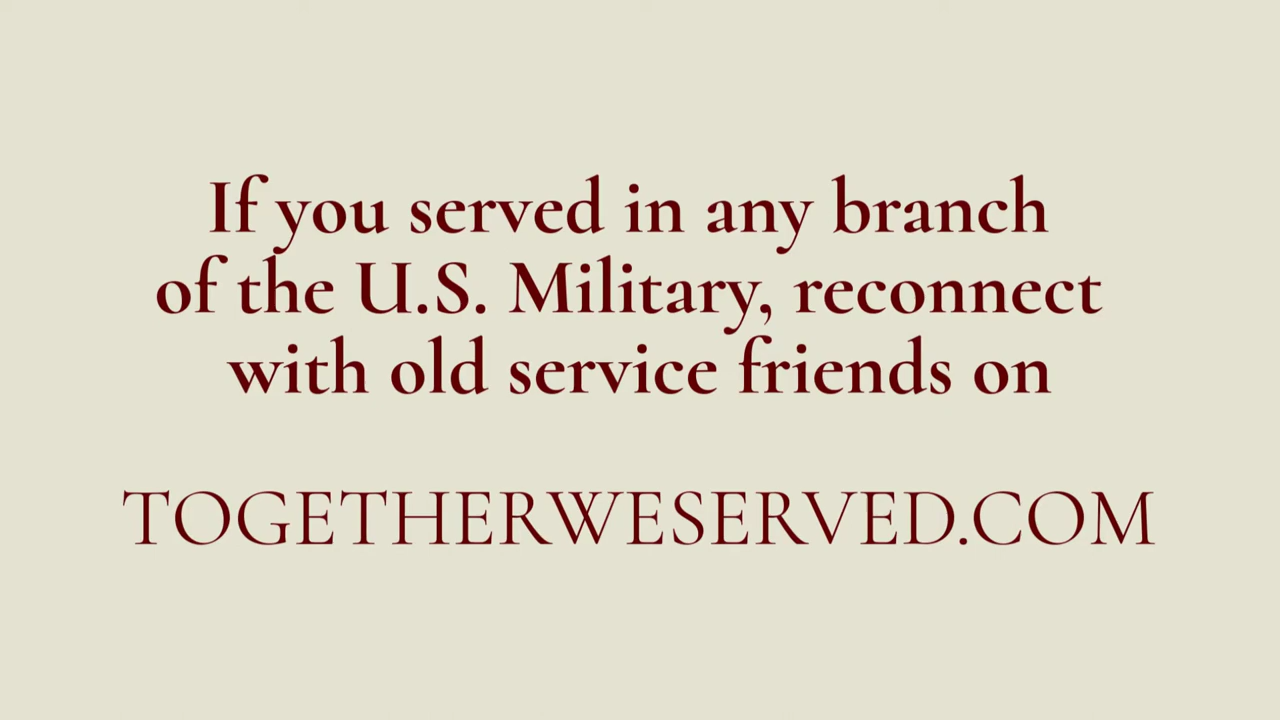 If you served in any branch
of the U.S. Military, reconnect
with old service friends on
TOGETHERWESERVED.COM